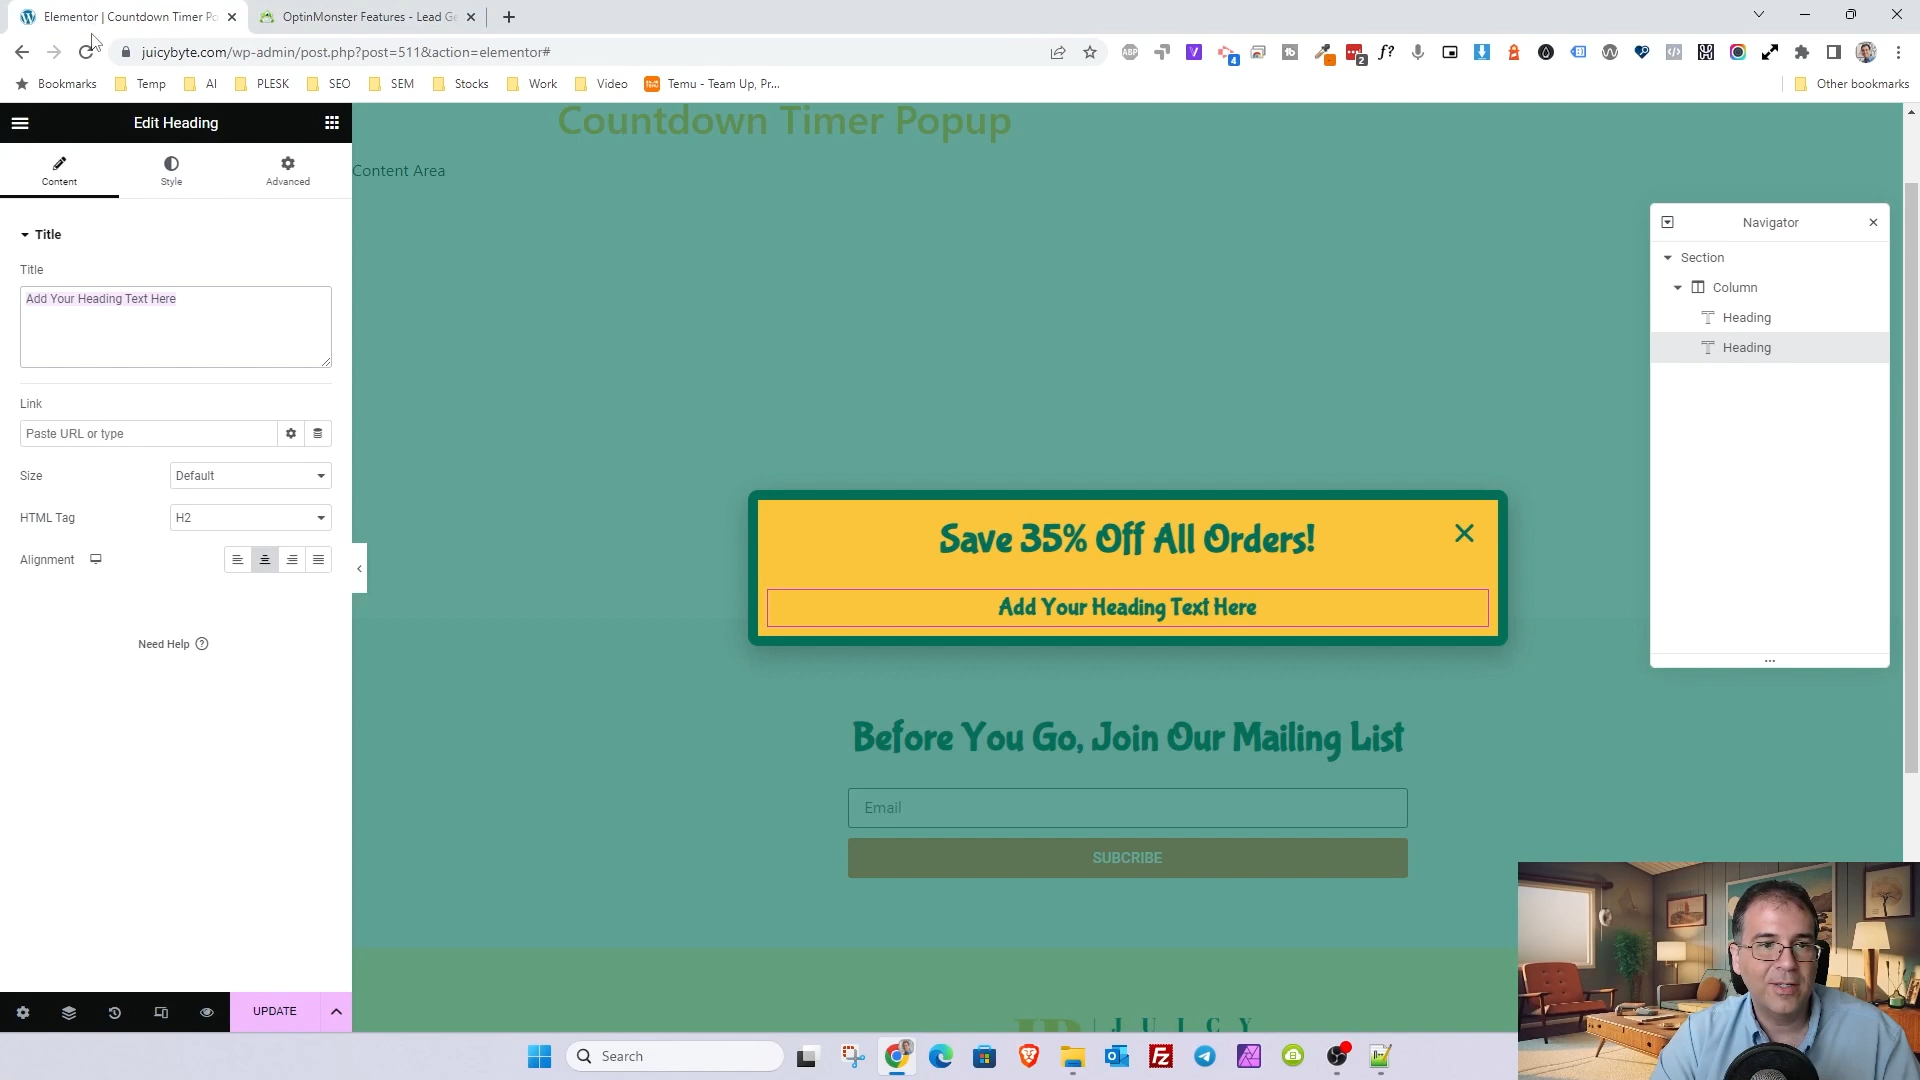 Elementor | Countdown Timer Po
OptinMonster Features - Lead Ge
juicybyte.com/wp-admin/post.php?post=511&action=elementor#
Bookmarks
Temp
AI
PLESK
SEO
SEM
Stocks
Work
Video
Temu - Team Up, Pr...
Other bookmarks
Edit Heading
Content
Style
Advanced
Title
Title
Add Your Heading Text Here
Link
Paste URL or type
Size
Default
HTML Tag
H2
Alignment
Need Help
UPDATE
Countdown Timer Popup
Content Area
Save 35% Off All Orders!
Add Your Heading Text Here
Before You Go, Join Our Mailing List
Email
SUBCRIBE
JUICY
Navigator
Section
Column
Heading
Heading
Search